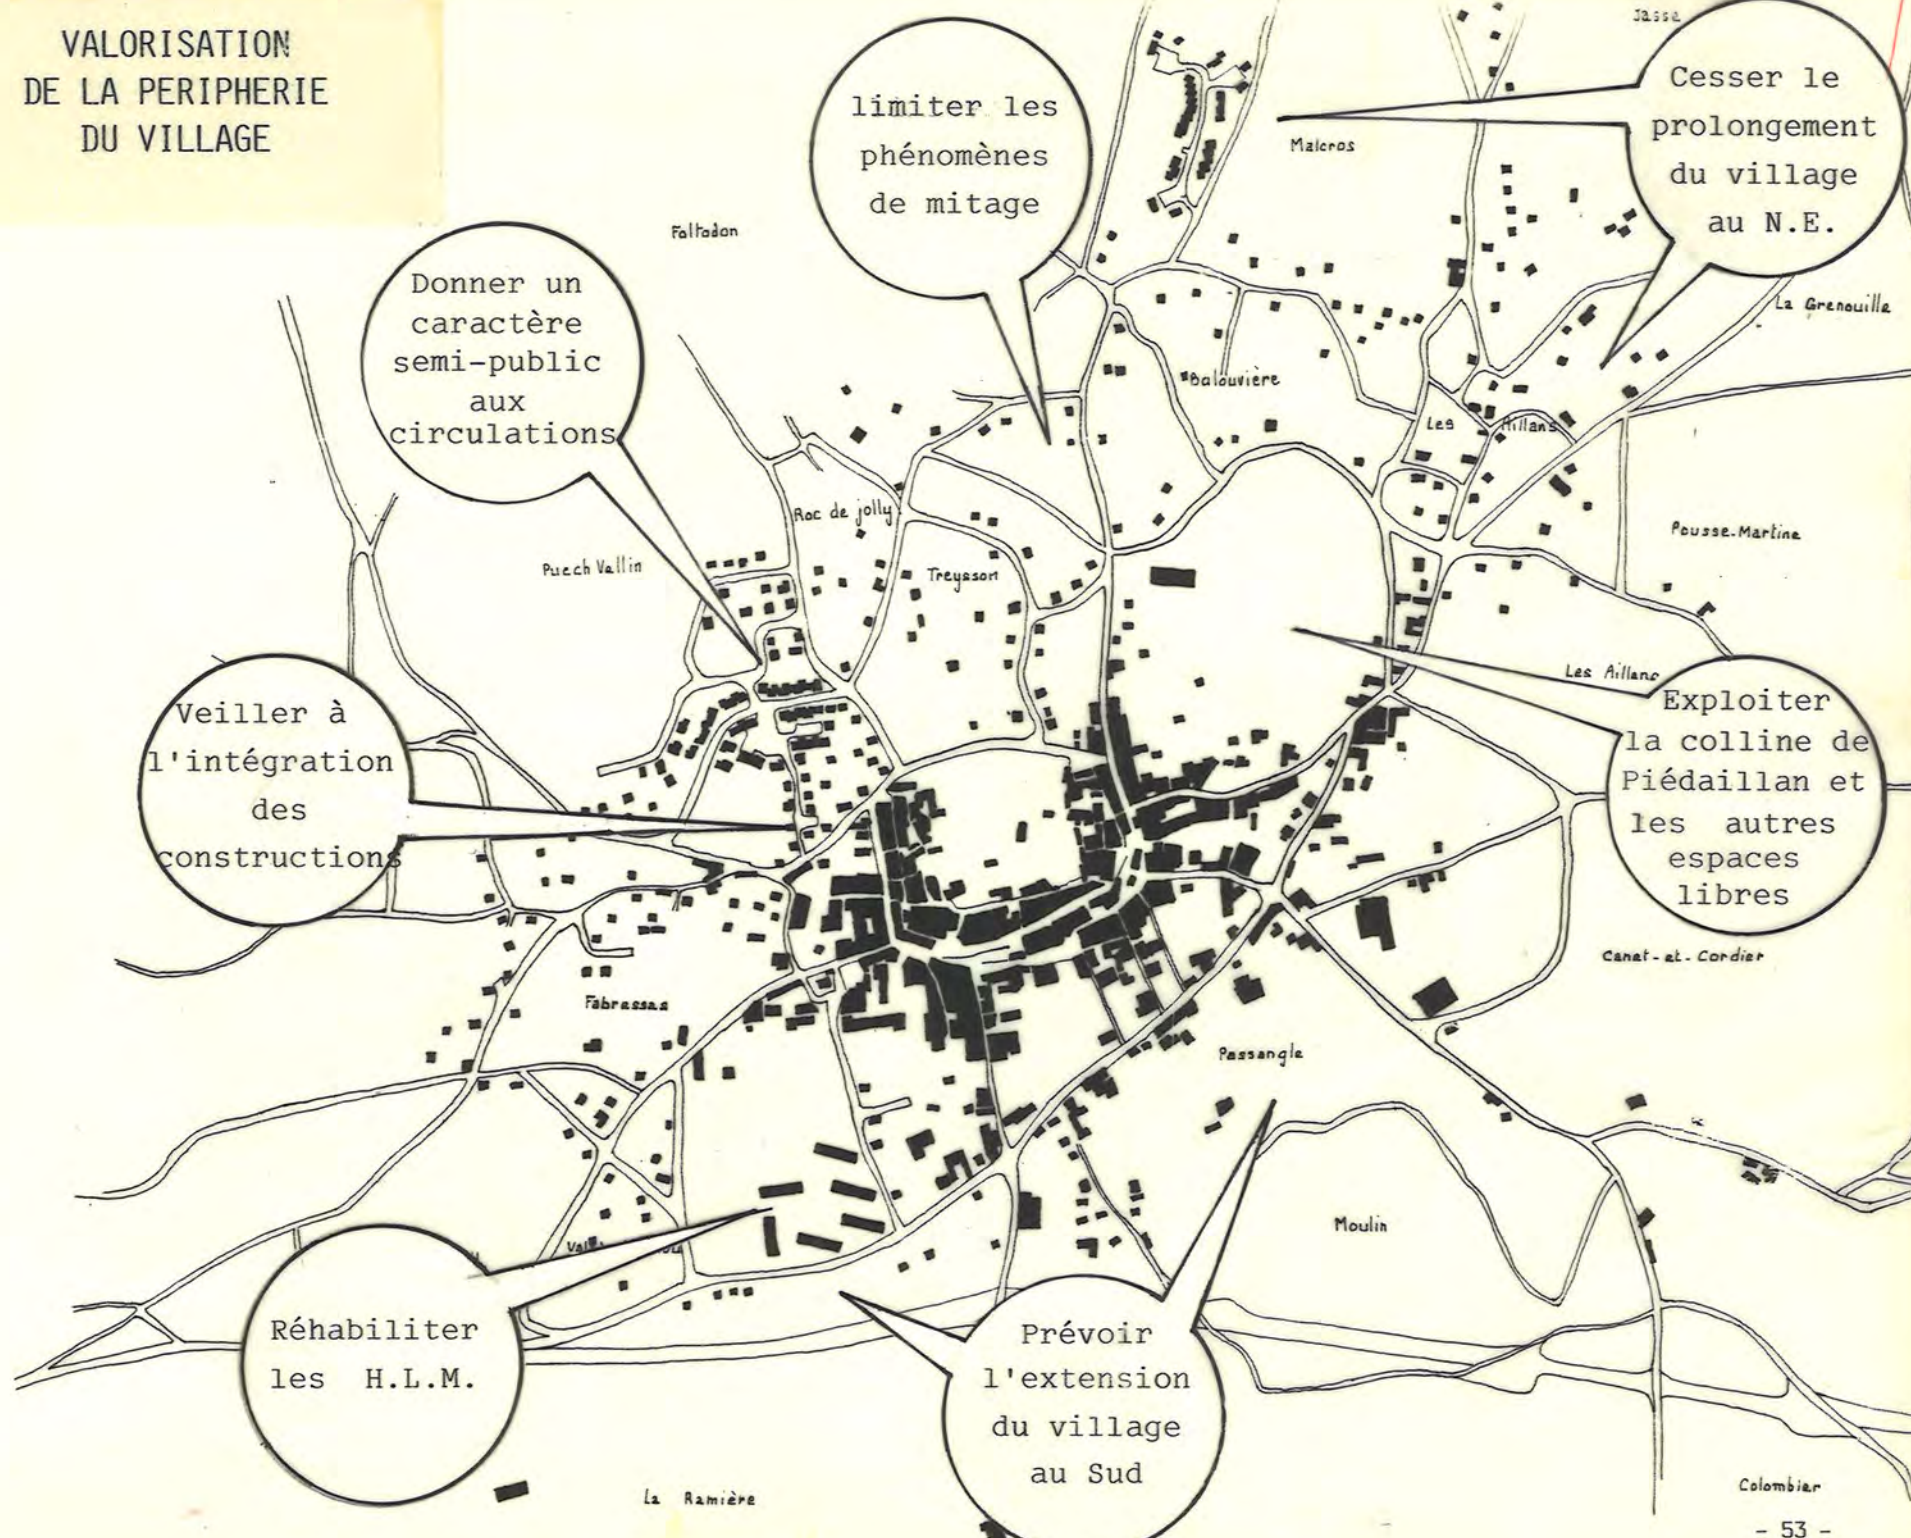 VALORISATION
DE LA PERIPHERIE
DU VILLAGE
Jasse
limiter les
phénomènes
de mitage
Cesser le
prolongement
du village
au N.E.
Malcros
Foltodon
Donner un
caractère
semi-public
aux
circulations
La Grenouille
Balouvière
Les Aillans
Roc de jolly
Pousse-Martine
Puech Vallin
Treysson
Les Aillans
Veiller à
l'intégration
des
constructions
Exploiter
la colline de
Piédaillan et
les autres
espaces
libres
Canet-et-Cordier
Fabressas
Passangle
Moulin
Réhabiliter
les H.L.M.
Prévoir
l'extension
du village
au Sud
La Ramière
Colombier
- 53 -